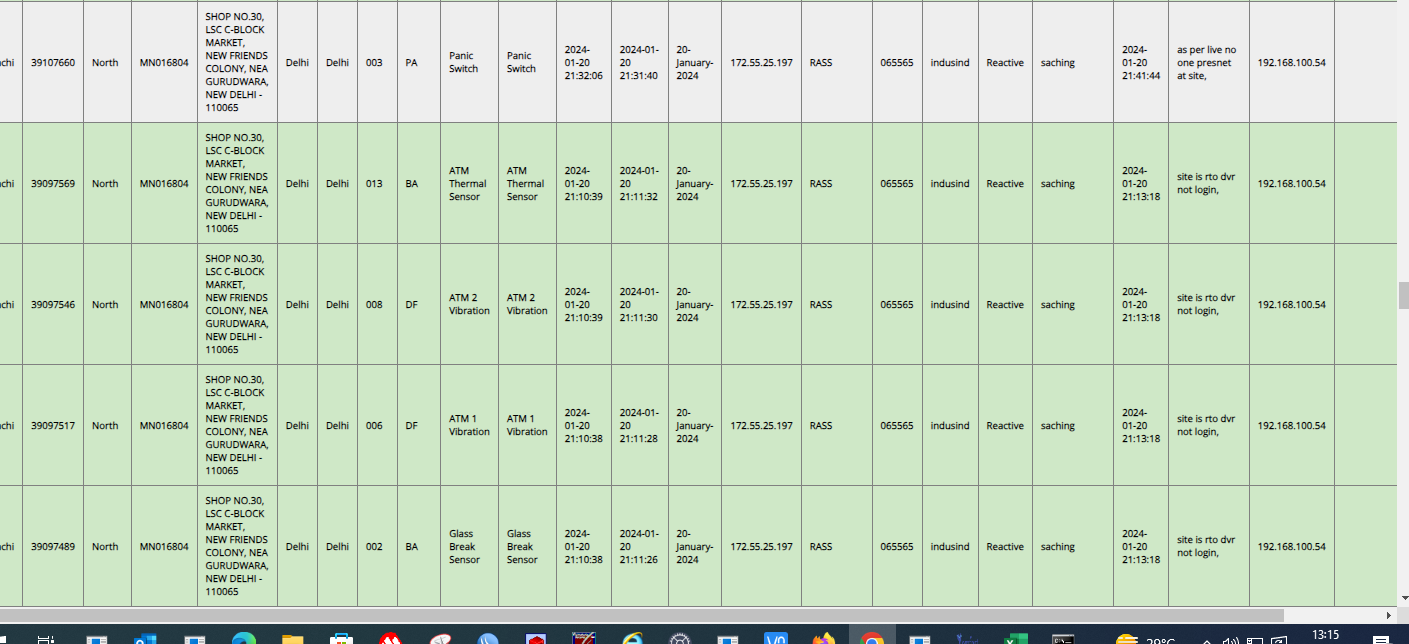 chi 39107660 North MN016804 SHOP NO.30, LSC C-BLOCK MARKET, NEW FRIENDS COLONY, NEA GURUDWARA, NEW DELHI - 110065 Delhi Delhi 003 PA Panic Switch Panic Switch 2024-01-20 21:32:06 2024-01-20 21:31:40 20-January-2024 172.55.25.197 RASS 065565 indusind Reactive saching 2024-01-20 21:41:44 as per live no one presnet at site, 192.168.100.54
chi 39097569 North MN016804 SHOP NO.30, LSC C-BLOCK MARKET, NEW FRIENDS COLONY, NEA GURUDWARA, NEW DELHI - 110065 Delhi Delhi 013 BA ATM Thermal Sensor ATM Thermal Sensor 2024-01-20 21:10:39 2024-01-20 21:11:32 20-January-2024 172.55.25.197 RASS 065565 indusind Reactive saching 2024-01-20 21:13:18 site is rto dvr not login, 192.168.100.54
chi 39097546 North MN016804 SHOP NO.30, LSC C-BLOCK MARKET, NEW FRIENDS COLONY, NEA GURUDWARA, NEW DELHI - 110065 Delhi Delhi 008 DF ATM 2 Vibration ATM 2 Vibration 2024-01-20 21:10:39 2024-01-20 21:11:30 20-January-2024 172.55.25.197 RASS 065565 indusind Reactive saching 2024-01-20 21:13:18 site is rto dvr not login, 192.168.100.54
chi 39097517 North MN016804 SHOP NO.30, LSC C-BLOCK MARKET, NEW FRIENDS COLONY, NEA GURUDWARA, NEW DELHI - 110065 Delhi Delhi 006 DF ATM 1 Vibration ATM 1 Vibration 2024-01-20 21:10:38 2024-01-20 21:11:28 20-January-2024 172.55.25.197 RASS 065565 indusind Reactive saching 2024-01-20 21:13:18 site is rto dvr not login, 192.168.100.54
chi 39097489 North MN016804 SHOP NO.30, LSC C-BLOCK MARKET, NEW FRIENDS COLONY, NEA GURUDWARA, NEW DELHI - 110065 Delhi Delhi 002 BA Glass Break Sensor Glass Break Sensor 2024-01-20 21:10:38 2024-01-20 21:11:26 20-January-2024 172.55.25.197 RASS 065565 indusind Reactive saching 2024-01-20 21:13:18 site is rto dvr not login, 192.168.100.54
13:15